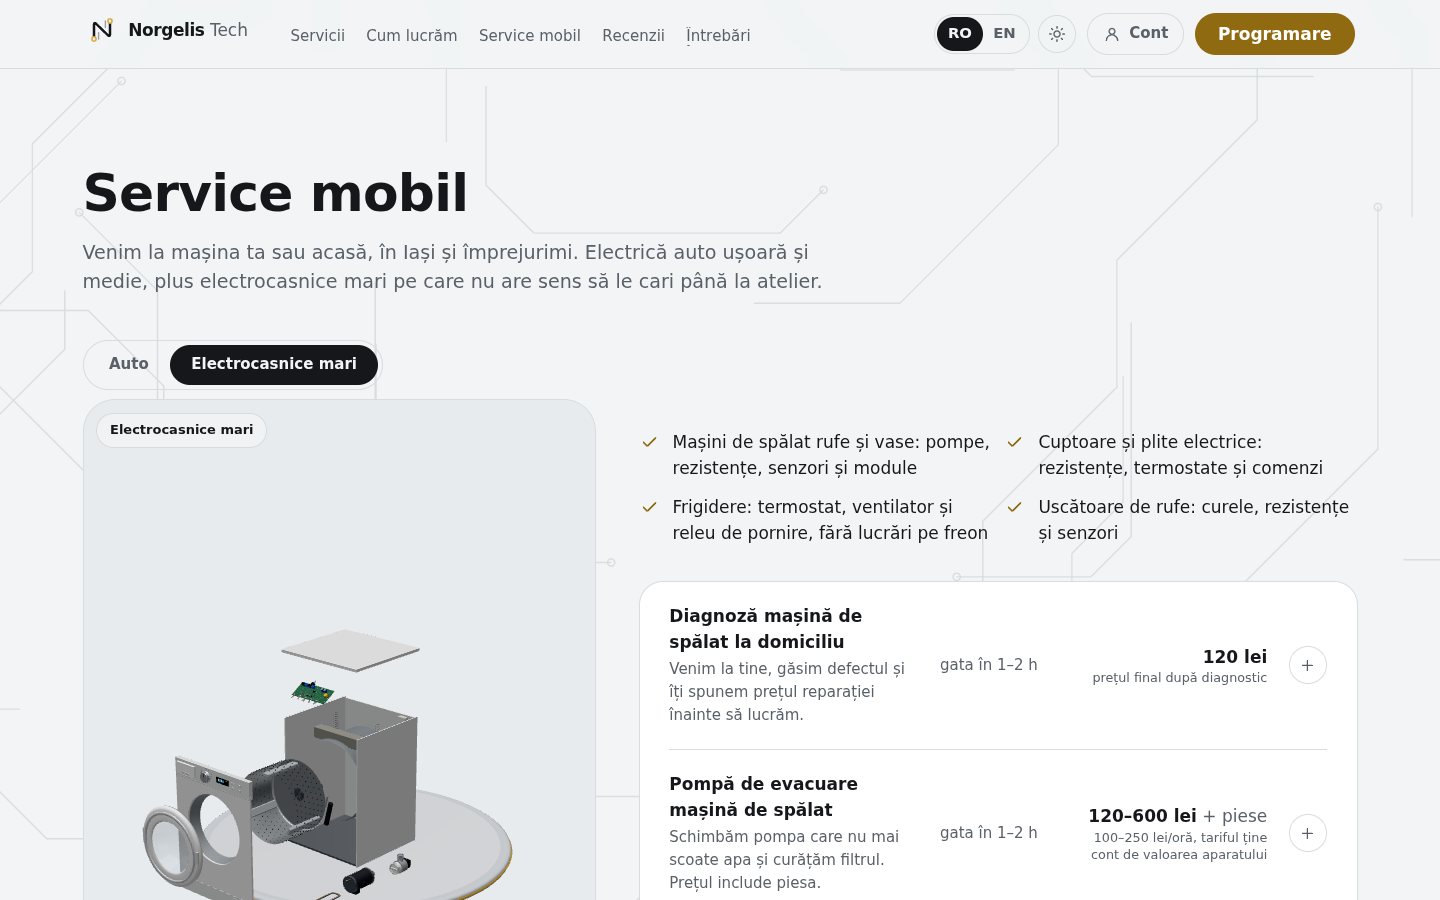 Norgelis Tech
Servicii
Cum lucrăm
Service mobil
Recenzii
Întrebări
RO
EN
Cont
Programare
Service mobil
Venim la mașina ta sau acasă, în Iași și împrejurimi. Electrică auto ușoară și
medie, plus electrocasnice mari pe care nu are sens să le cari până la atelier.
Auto
Electrocasnice mari
Electrocasnice mari
Mașini de spălat rufe și vase: pompe,
rezistențe, senzori și module
Cuptoare și plite electrice:
rezistențe, termostate și comenzi
Frigidere: termostat, ventilator și
releu de pornire, fără lucrări pe freon
Uscătoare de rufe: curele, rezistențe
și senzori
Diagnoză mașină de
spălat la domiciliu
Venim la tine, găsim defectul și
îți spunem prețul reparației
înainte să lucrăm.
gata în 1–2 h
120 lei
prețul final după diagnostic
Pompă de evacuare
mașină de spălat
Schimbăm pompa care nu mai
scoate apa și curățăm filtrul.
Prețul include piesa.
gata în 1–2 h
120–600 lei + piese
100–250 lei/oră, tariful ține
cont de valoarea aparatului